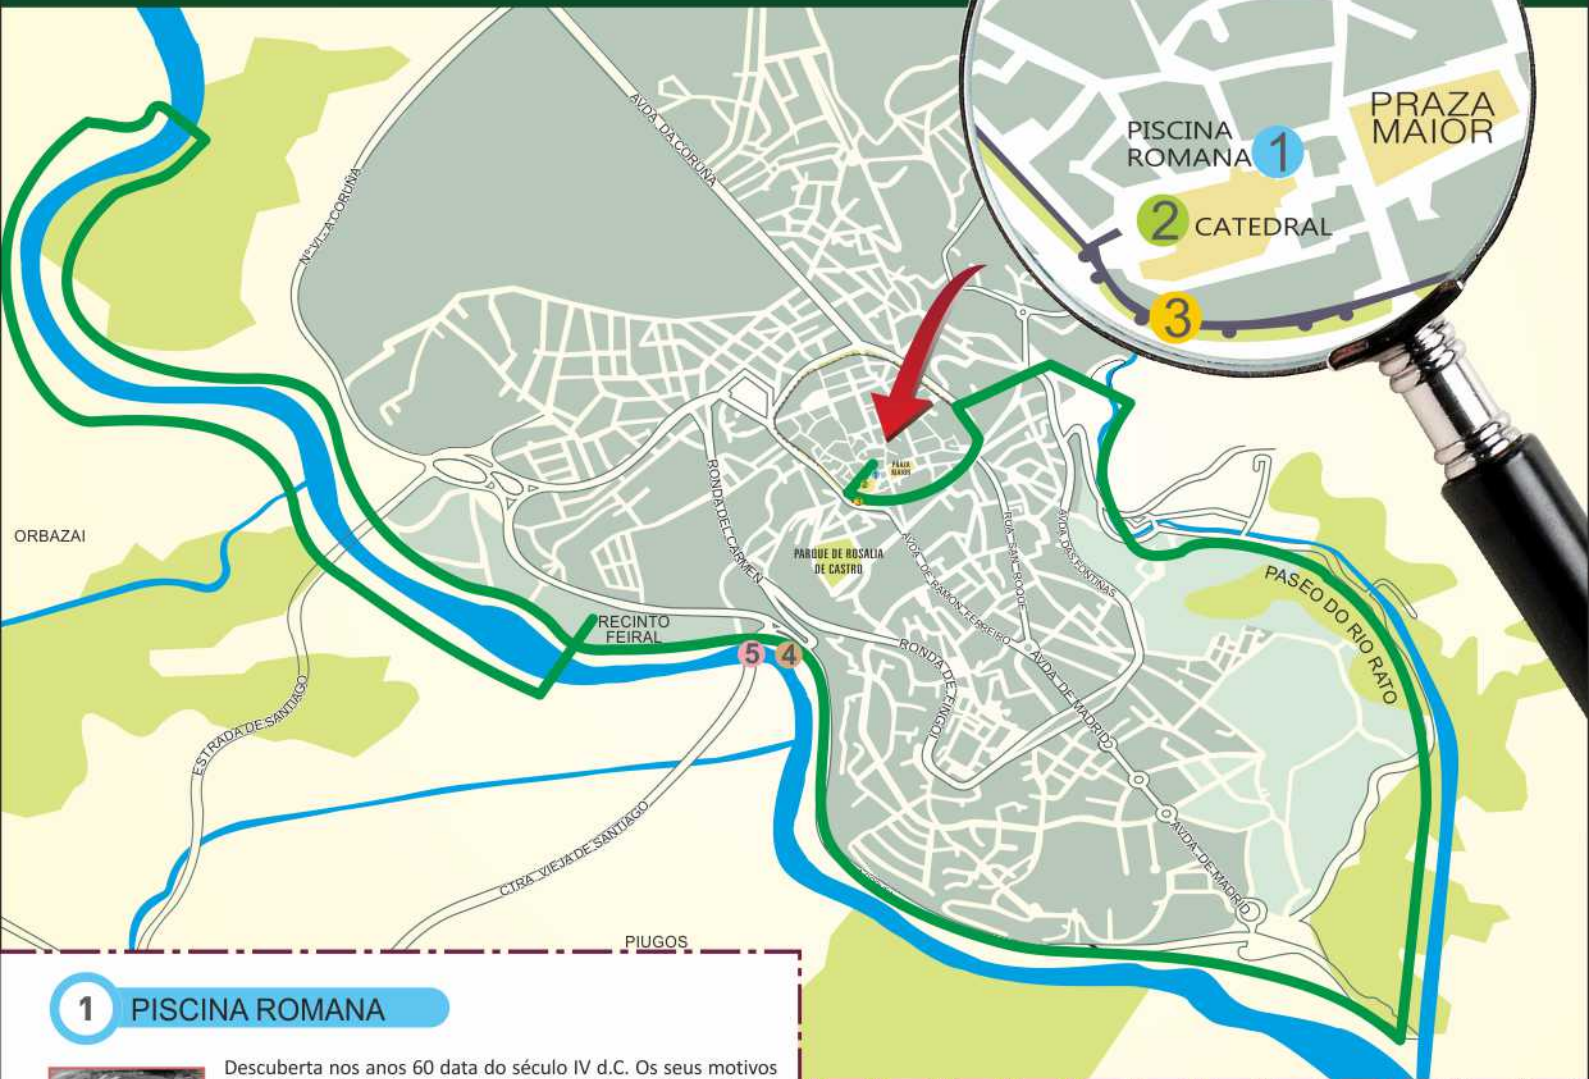 PRAZA
MAIOR
PISCINA
ROMANA
1
2
CATEDRAL
3
AVDA. DA CORUÑA
Nº VI - A CORUÑA
PRAZA
MAIOR
ORBAZAI
RONDA DEL CARMEN
PARQUE DE ROSALIA
DE CASTRO
AVDA. DE RAMON FERREIRO
RUA SAN ROQUE
AVDA DAS FONTIÑAS
PASEO DO RIO RATO
RECINTO
FEIRAL
5
4
RONDA DE FINGOI
AVDA. DE MADRID
ESTRADA DE SANTIAGO
CTRA. VIEJA DE SANTIAGO
AVDA. DE MADRID
PIUGOS
1
PISCINA ROMANA
Descuberta nos anos 60 data do século IV d.C. Os seus motivos